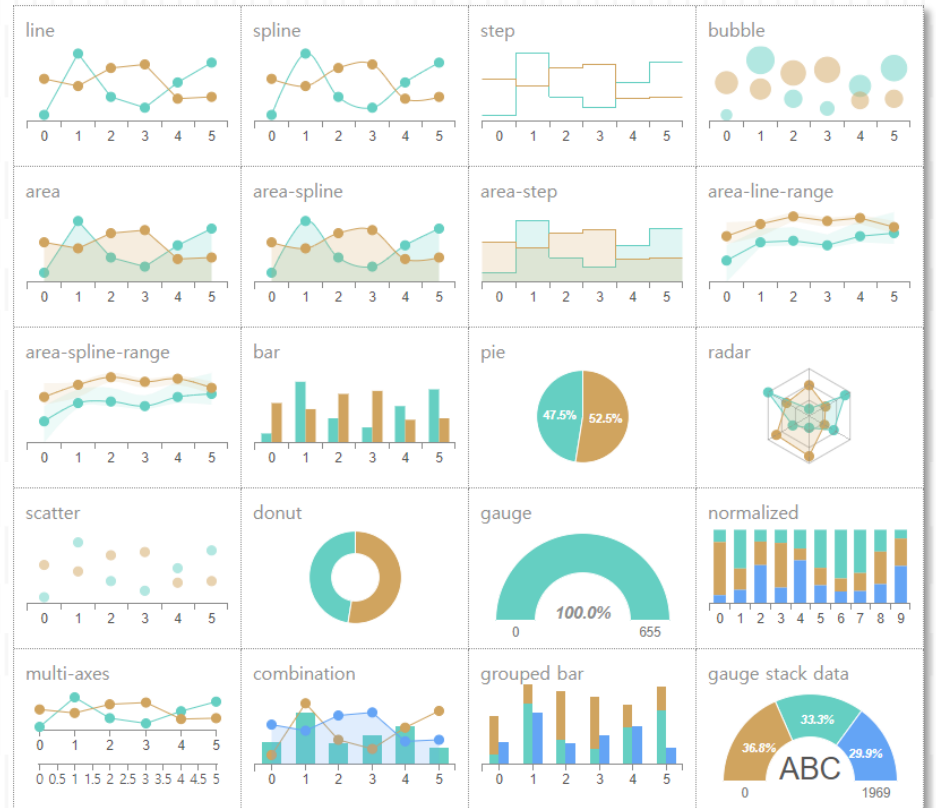 line spline step bubble
0 1 2 3 4 5 0 1 2 3 4 5 0 1 2 3 4 5 0 1 2 3 4 5
area area-spline area-step area-line-range
0 1 2 3 4 5 0 1 2 3 4 5 0 1 2 3 4 5 0 1 2 3 4 5
area-spline-range bar pie radar
47.5% 52.5%
0 1 2 3 4 5 0 1 2 3 4 5
scatter donut gauge normalized
100.0%
0 1 2 3 4 5 0 655 0 1 2 3 4 5 6 7 8 9
multi-axes combination grouped bar gauge stack data
33.3%
36.8% 29.9%
0 1 2 3 4 5 0 1 2 3 4 5 0 1 2 3 4 5 ABC
0 0.5 1 1.5 2 2.5 3 3.5 4 4.5 5 0 1969